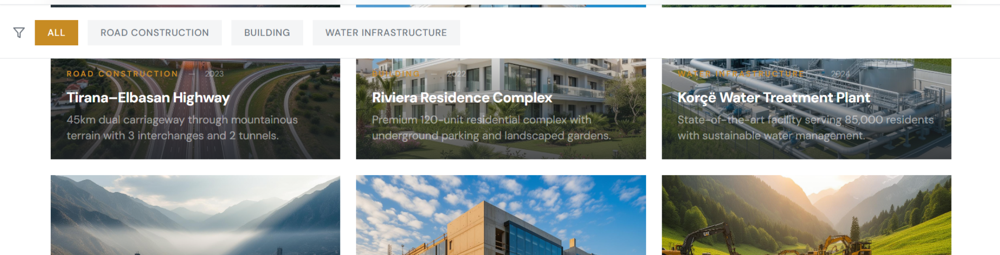 ALL
ROAD CONSTRUCTION
BUILDING
WATER INFRASTRUCTURE
ROAD CONSTRUCTION — 2023
Tirana–Elbasan Highway
45km dual carriageway through mountainous
terrain with 3 interchanges and 2 tunnels.
BUILDING — 2022
Riviera Residence Complex
Premium 120-unit residential complex with
underground parking and landscaped gardens.
WATER INFRASTRUCTURE — 2024
Korçë Water Treatment Plant
State-of-the-art facility serving 85,000 residents
with sustainable water management.
CAT